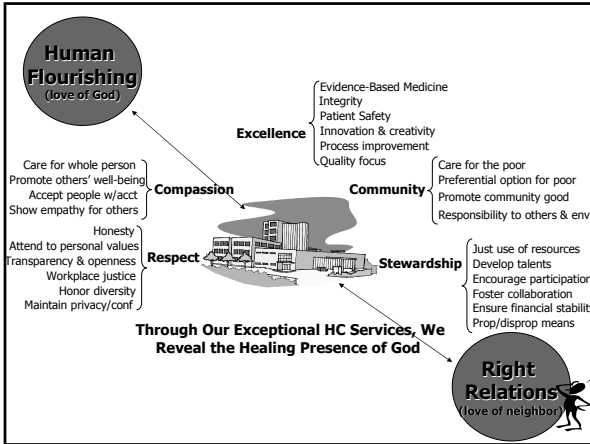 Human
Flourishing
(love of God)
Excellence
Evidence-Based Medicine
Integrity
Patient Safety
Innovation & creativity
Process improvement
Quality focus
Care for whole person
Promote others' well-being
Accept people w/acct
Show empathy for others
Compassion
Community
Care for the poor
Preferential option for poor
Promote community good
Responsibility to others & env
Honesty
Attend to personal values
Transparency & openness
Workplace justice
Honor diversity
Maintain privacy/conf
Respect
Stewardship
Just use of resources
Develop talents
Encourage participation
Foster collaboration
Ensure financial stability
Prop/disprop means
Through Our Exceptional HC Services, We
Reveal the Healing Presence of God
Right
Relations
(love of neighbor)